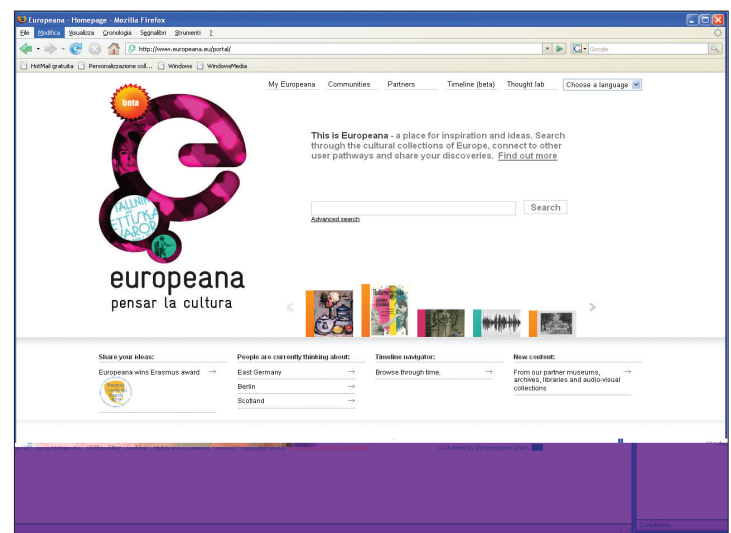 Europeana - Homepage - Mozilla Firefox
File Modifica Visualizza Cronologia Segnalibri Strumenti ?
http://www.europeana.eu/portal/
Google
HotMail gratuita Personalizzazione coll... Windows WindowsMedia
My Europeana Communities Partners Timeline (beta) Thought lab Choose a language
beta
This is Europeana - a place for inspiration and ideas. Search
through the cultural collections of Europe, connect to other
user pathways and share your discoveries. Find out more
Search
Advanced search
europeana
pensar la cultura
Share your ideas:
Europeana wins Erasmus award
People are currently thinking about:
East Germany
Berlin
Scotland
Timeline navigator:
Browse through time.
New content:
From our partner museums,
archives, libraries and audio-visual
collections
Completato